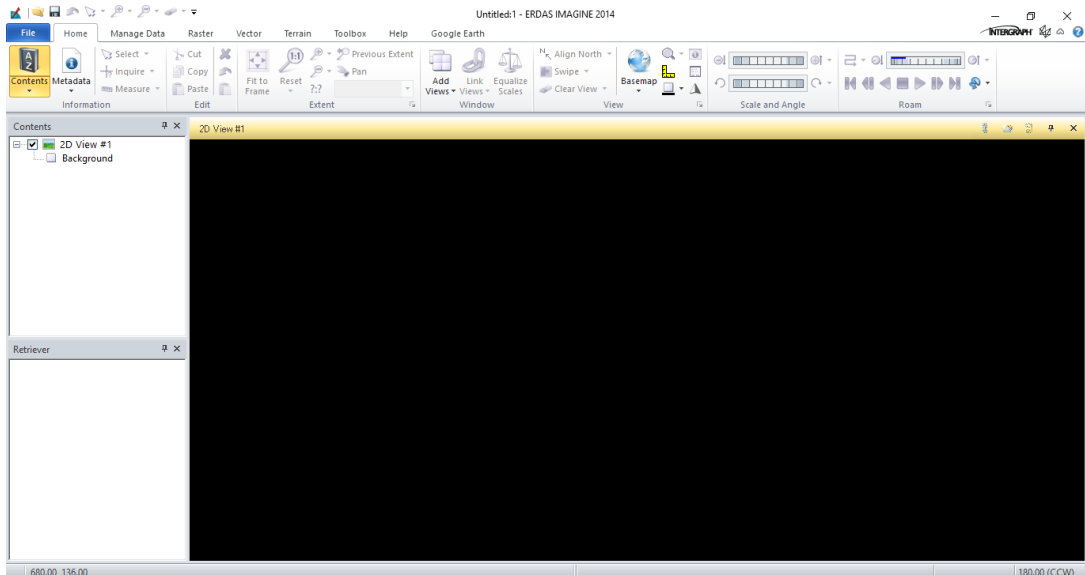 Untitled:1 - ERDAS IMAGINE 2014
File Home Manage Data Raster Vector Terrain Toolbox Help Google Earth
INTERGRAPH
Contents Metadata Select Inquire Measure
Information
Cut Copy Paste
Edit
Fit to Frame Reset 1:1 ?:? Previous Extent Pan
Extent
Add Views Link Views Equalize Scales
Window
Align North Swipe Clear View Basemap
View
Scale and Angle
Roam
Contents
2D View #1
2D View #1
Background
Retriever
680.00, 136.00
180.00 (CCW)